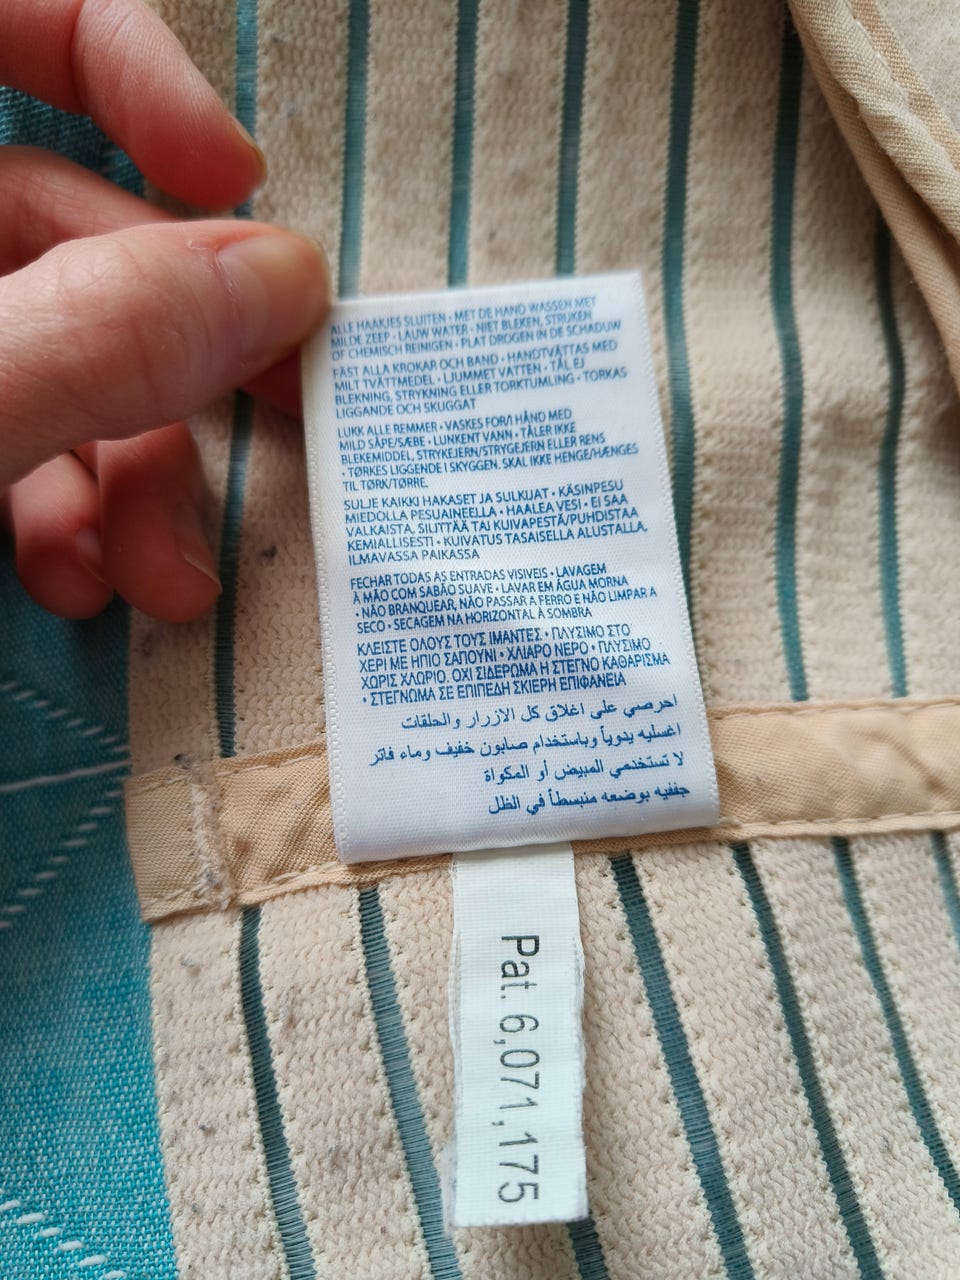 ALLE HAAKJES SLUITEN • MET DE HAND WASSEN MET
MILDE ZEEP • LAUW WATER • NIET BLEKEN, STRIJKEN
OF CHEMISCH REINIGEN • PLAT DROGEN IN DE SCHADUW
FÄST ALLA KROKAR OCH BAND • HANDTVÄTTAS MED
MILT TVÄTTMEDEL • LJUMMET VATTEN • TÅL EJ
BLEKNING, STRYKNING ELLER TORKTUMLING • TORKAS
LIGGANDE OCH SKUGGAT
LUKK ALLE REMMER • VASKES FOR/I HÅND MED
MILD SÅPE/SÆBE • LUNKENT VANN • TÅLER IKKE
BLEKEMIDDEL, STRYKEJERN/STRYGEJERN ELLER RENS
• TØRKES LIGGENDE I SKYGGEN. SKAL IKKE HENGE/HÆNGES
TIL TØRK/TØRRE.
SULJE KAIKKI HAKASET JA SULKIJAT • KÄSINPESU
MIEDOLLA PESUAINEELLA • HAALEA VESI • EI SAA
VALKAISTA, SILITTÄÄ TAI KUIVAPESTÄ/PUHDISTAA
KEMIALLISESTI • KUIVATUS TASAISELLA ALUSTALLA,
ILMAVASSA PAIKASSA
FECHAR TODAS AS ENTRADAS VISIVEIS • LAVAGEM
À MÃO COM SABÃO SUAVE • LAVAR EM ÁGUA MORNA
• NÃO BRANQUEAR, NÃO PASSAR A FERRO E NÃO LIMPAR A
SECO • SECAGEM NA HORIZONTAL À SOMBRA
ΚΛΕΙΣΤΕ ΟΛΟΥΣ ΤΟΥΣ ΙΜΑΝΤΕΣ • ΠΛΥΣΙΜΟ ΣΤΟ
ΧΕΡΙ ΜΕ ΗΠΙΟ ΣΑΠΟΥΝΙ • ΧΛΙΑΡΟ ΝΕΡΟ • ΠΛΥΣΙΜΟ
ΧΩΡΙΣ ΧΛΩΡΙΟ. ΟΧΙ ΣΙΔΕΡΩΜΑ Η ΣΤΕΓΝΟ ΚΑΘΑΡΙΣΜΑ
• ΣΤΕΓΝΩΜΑ ΣΕ ΕΠΙΠΕΔΗ ΣΚΙΕΡΗ ΕΠΙΦΑΝΕΙΑ
احرصي على اغلاق كل الازرار والحلقات
اغسليه يدوياً وباستخدام صابون خفيف وماء فاتر
لا تستخدمي المبيض أو المكواة
جففيه بوضعه منبسطاً في الظل
Pat. 6,071,175